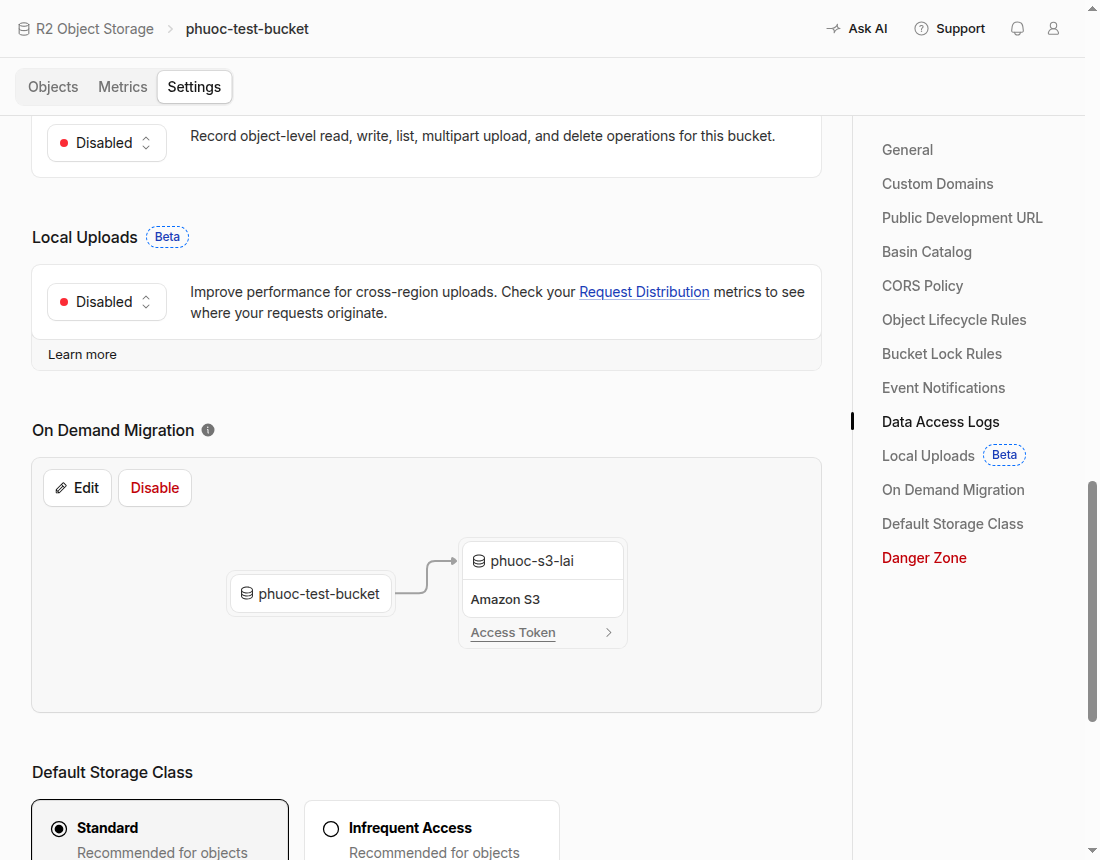 R2 Object Storage
phuoc-test-bucket
Ask AI
Support
Objects
Metrics
Settings
Disabled
Record object-level read, write, list, multipart upload, and delete operations for this bucket.
Local Uploads
Beta
Disabled
Improve performance for cross-region uploads. Check your Request Distribution metrics to see
where your requests originate.
Learn more
On Demand Migration
Edit
Disable
phuoc-test-bucket
phuoc-s3-lai
Amazon S3
Access Token
Default Storage Class
Standard
Recommended for objects
Infrequent Access
Recommended for objects
General
Custom Domains
Public Development URL
Basin Catalog
CORS Policy
Object Lifecycle Rules
Bucket Lock Rules
Event Notifications
Data Access Logs
Local Uploads
Beta
On Demand Migration
Default Storage Class
Danger Zone